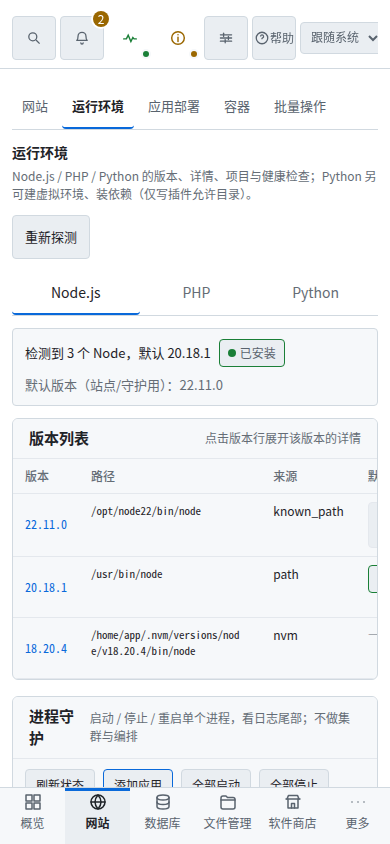 2
帮助
跟随系统
网站 运行环境 应用部署 容器 批量操作
运行环境
Node.js / PHP / Python 的版本、详情、项目与健康检查；Python 另
可建虚拟环境、装依赖（仅写插件允许目录）。
重新探测
Node.js PHP Python
检测到 3 个 Node，默认 20.18.1 已安装
默认版本（站点/守护用）：22.11.0
版本列表 点击版本行展开该版本的详情
版本 路径 来源
22.11.0 /opt/node22/bin/node known_path
20.18.1 /usr/bin/node path
18.20.4 /home/app/.nvm/versions/nod
e/v18.20.4/bin/node nvm —
进程守
护
启动 / 停止 / 重启单个进程，看日志尾部；不做集
群与编排
刷新状态 添加应用 全部启动 全部停止
概览 网站 数据库 文件管理 软件商店 更多